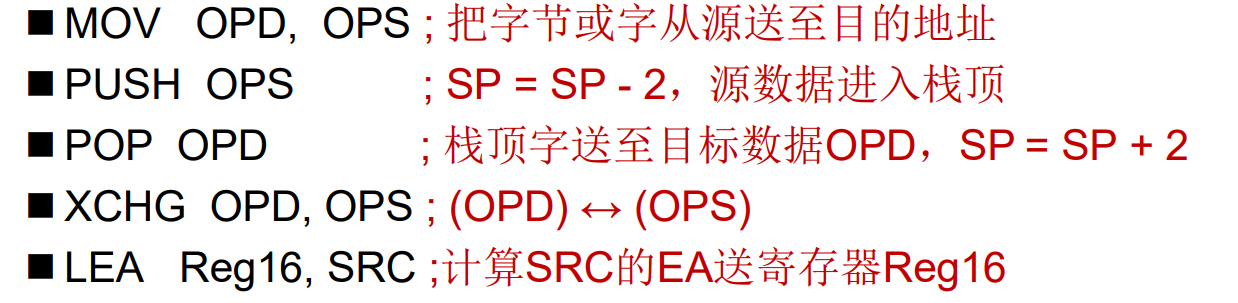 ■ MOV OPD, OPS ; 把字节或字从源送至目的地址
■ PUSH OPS ; SP = SP - 2，源数据进入栈顶
■ POP OPD ; 栈顶字送至目标数据OPD，SP = SP + 2
■ XCHG OPD, OPS ; (OPD) ↔ (OPS)
■ LEA Reg16, SRC ;计算SRC的EA送寄存器Reg16